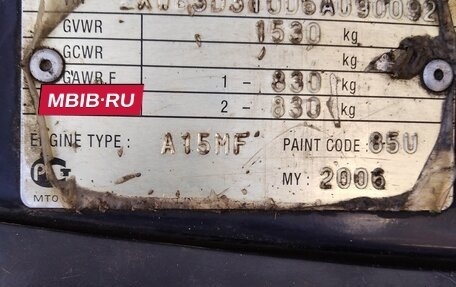 GVWR 1530 kg
GCWR kg
GAWR F 1 - 830 kg
MBIB.RU
2 - 830 kg
ENGINE TYPE : A15MF PAINT CODE : 85U
MY : 2006
MTO